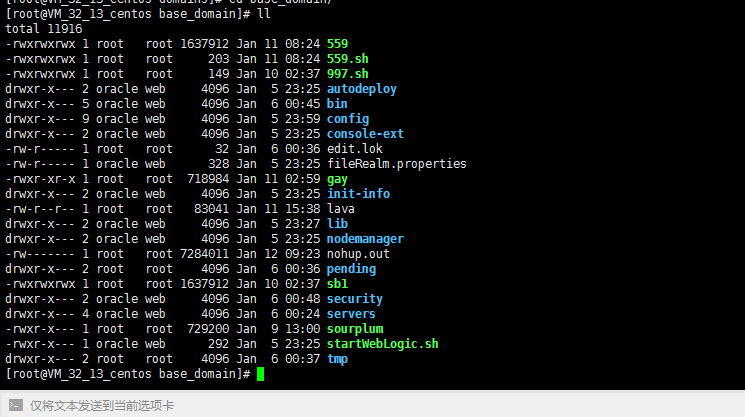 [root@VM_32_13_centos base_domain]# cd base_domain/
[root@VM_32_13_centos base_domain]# ll
total 11916
-rwxrwxrwx 1 root   root 1637912 Jan 11 08:24 559
-rwxrwxrwx 1 root   root     203 Jan 11 08:24 559.sh
-rwxrwxrwx 1 root   root     149 Jan 10 02:37 997.sh
drwxr-x--- 2 oracle web     4096 Jan  5 23:25 autodeploy
drwxr-x--- 5 oracle web     4096 Jan  6 00:45 bin
drwxr-x--- 9 oracle web     4096 Jan  5 23:59 config
drwxr-x--- 2 oracle web     4096 Jan  5 23:25 console-ext
-rw-r----- 1 root   root      32 Jan  6 00:36 edit.lok
-rw-r----- 1 oracle web      328 Jan  5 23:25 fileRealm.properties
-rwxr-xr-x 1 root   root  718984 Jan 11 02:59 gay
drwxr-x--- 2 oracle web     4096 Jan  5 23:25 init-info
-rw-r--r-- 1 root   root   83041 Jan 11 15:38 lava
drwxr-x--- 2 oracle web     4096 Jan  5 23:27 lib
drwxr-x--- 2 oracle web     4096 Jan  5 23:25 nodemanager
-rw------- 1 root   root 7284011 Jan 12 09:23 nohup.out
drwxr-x--- 2 root   root    4096 Jan  6 00:36 pending
-rwxrwxrwx 1 root   root 1637912 Jan 10 02:37 sb1
drwxr-x--- 2 oracle web     4096 Jan  6 00:48 security
drwxr-x--- 4 oracle web     4096 Jan  6 00:24 servers
-rwxr-x--- 1 root   root  729200 Jan  9 13:00 sourplum
-rwxr-x--- 1 oracle web      292 Jan  5 23:25 startWebLogic.sh
drwxr-x--- 2 root   root    4096 Jan  6 00:37 tmp
[root@VM_32_13_centos base_domain]#
仅将文本发送到当前选项卡